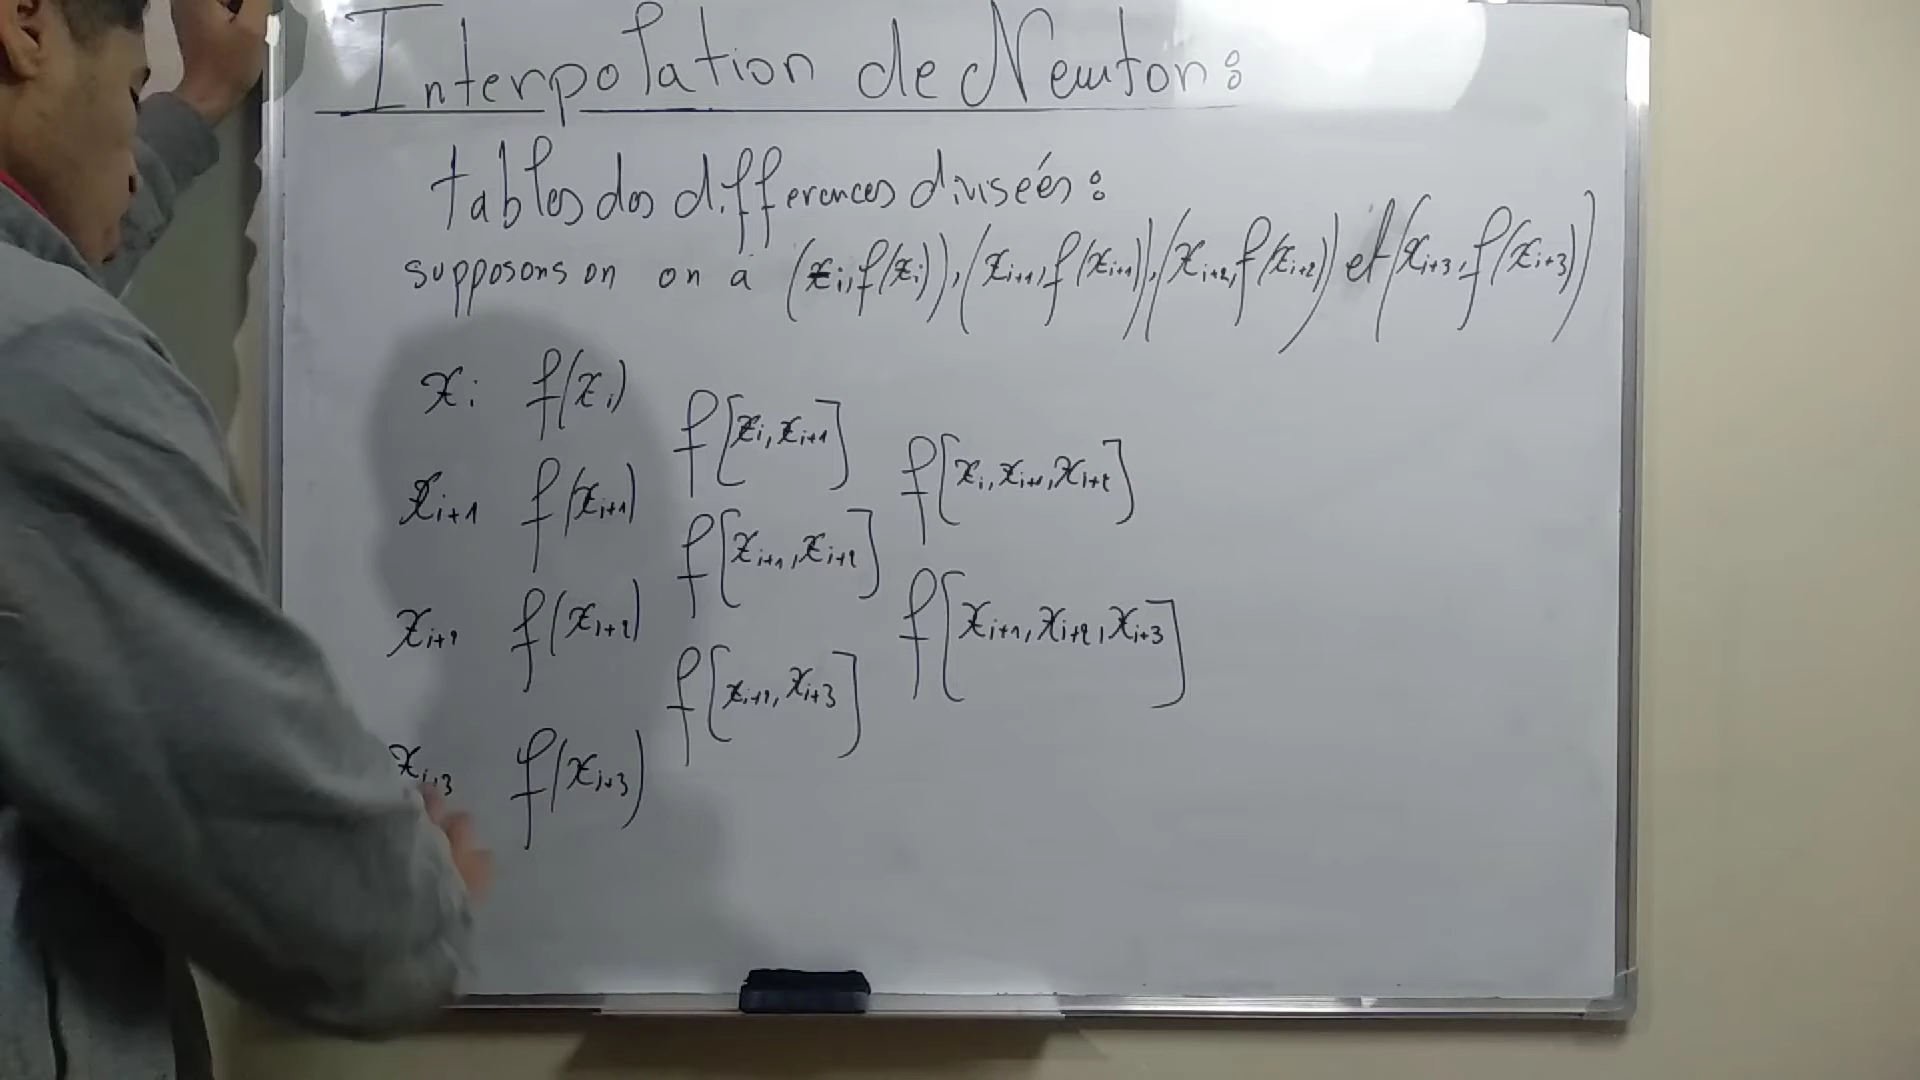 Interpolation de Newton:
tables des differences diviseés:
supposons on on a (xi, f(xi)), (xi+1, f(xi+1)), (xi+2, f(xi+2)) et (xi+3, f(xi+3))
xi f(xi)
f[xi, xi+1]
f[xi, xi+1, xi+2]
xi+1 f(xi+1)
f[xi+1, xi+2]
xi+2 f(xi+2)
f[xi+1, xi+2, xi+3]
f[xi+2, xi+3]
xi+3 f(xi+3)